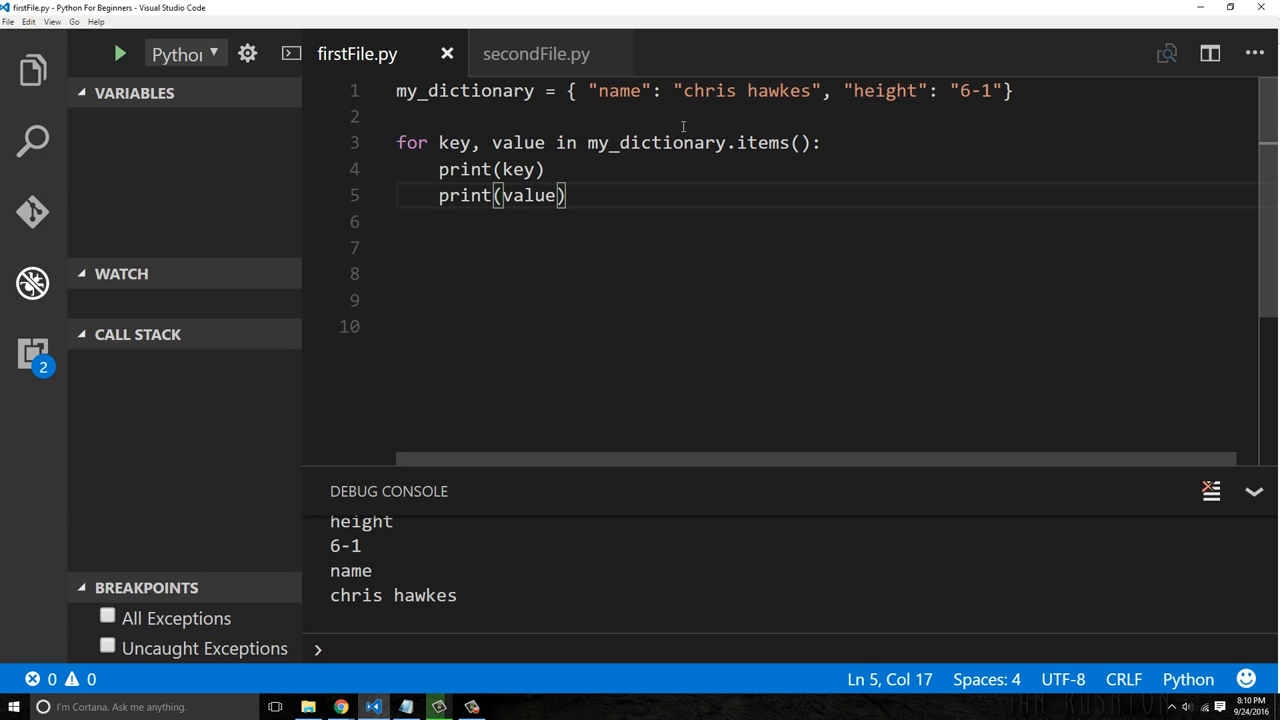 firstFile.py - Python For Beginners - Visual Studio Code
File Edit View Go Help
Python firstFile.py secondFile.py
VARIABLES
WATCH
CALL STACK
BREAKPOINTS
All Exceptions
Uncaught Exceptions
2
1 my_dictionary = { "name": "chris hawkes", "height": "6-1"}
2
3 for key, value in my_dictionary.items():
4 print(key)
5 print(value)
6
7
8
9
10
DEBUG CONSOLE
height
6-1
name
chris hawkes
0 0 Ln 5, Col 17 Spaces: 4 UTF-8 CRLF Python
I'm Cortana. Ask me anything.
8:10 PM
9/24/2016